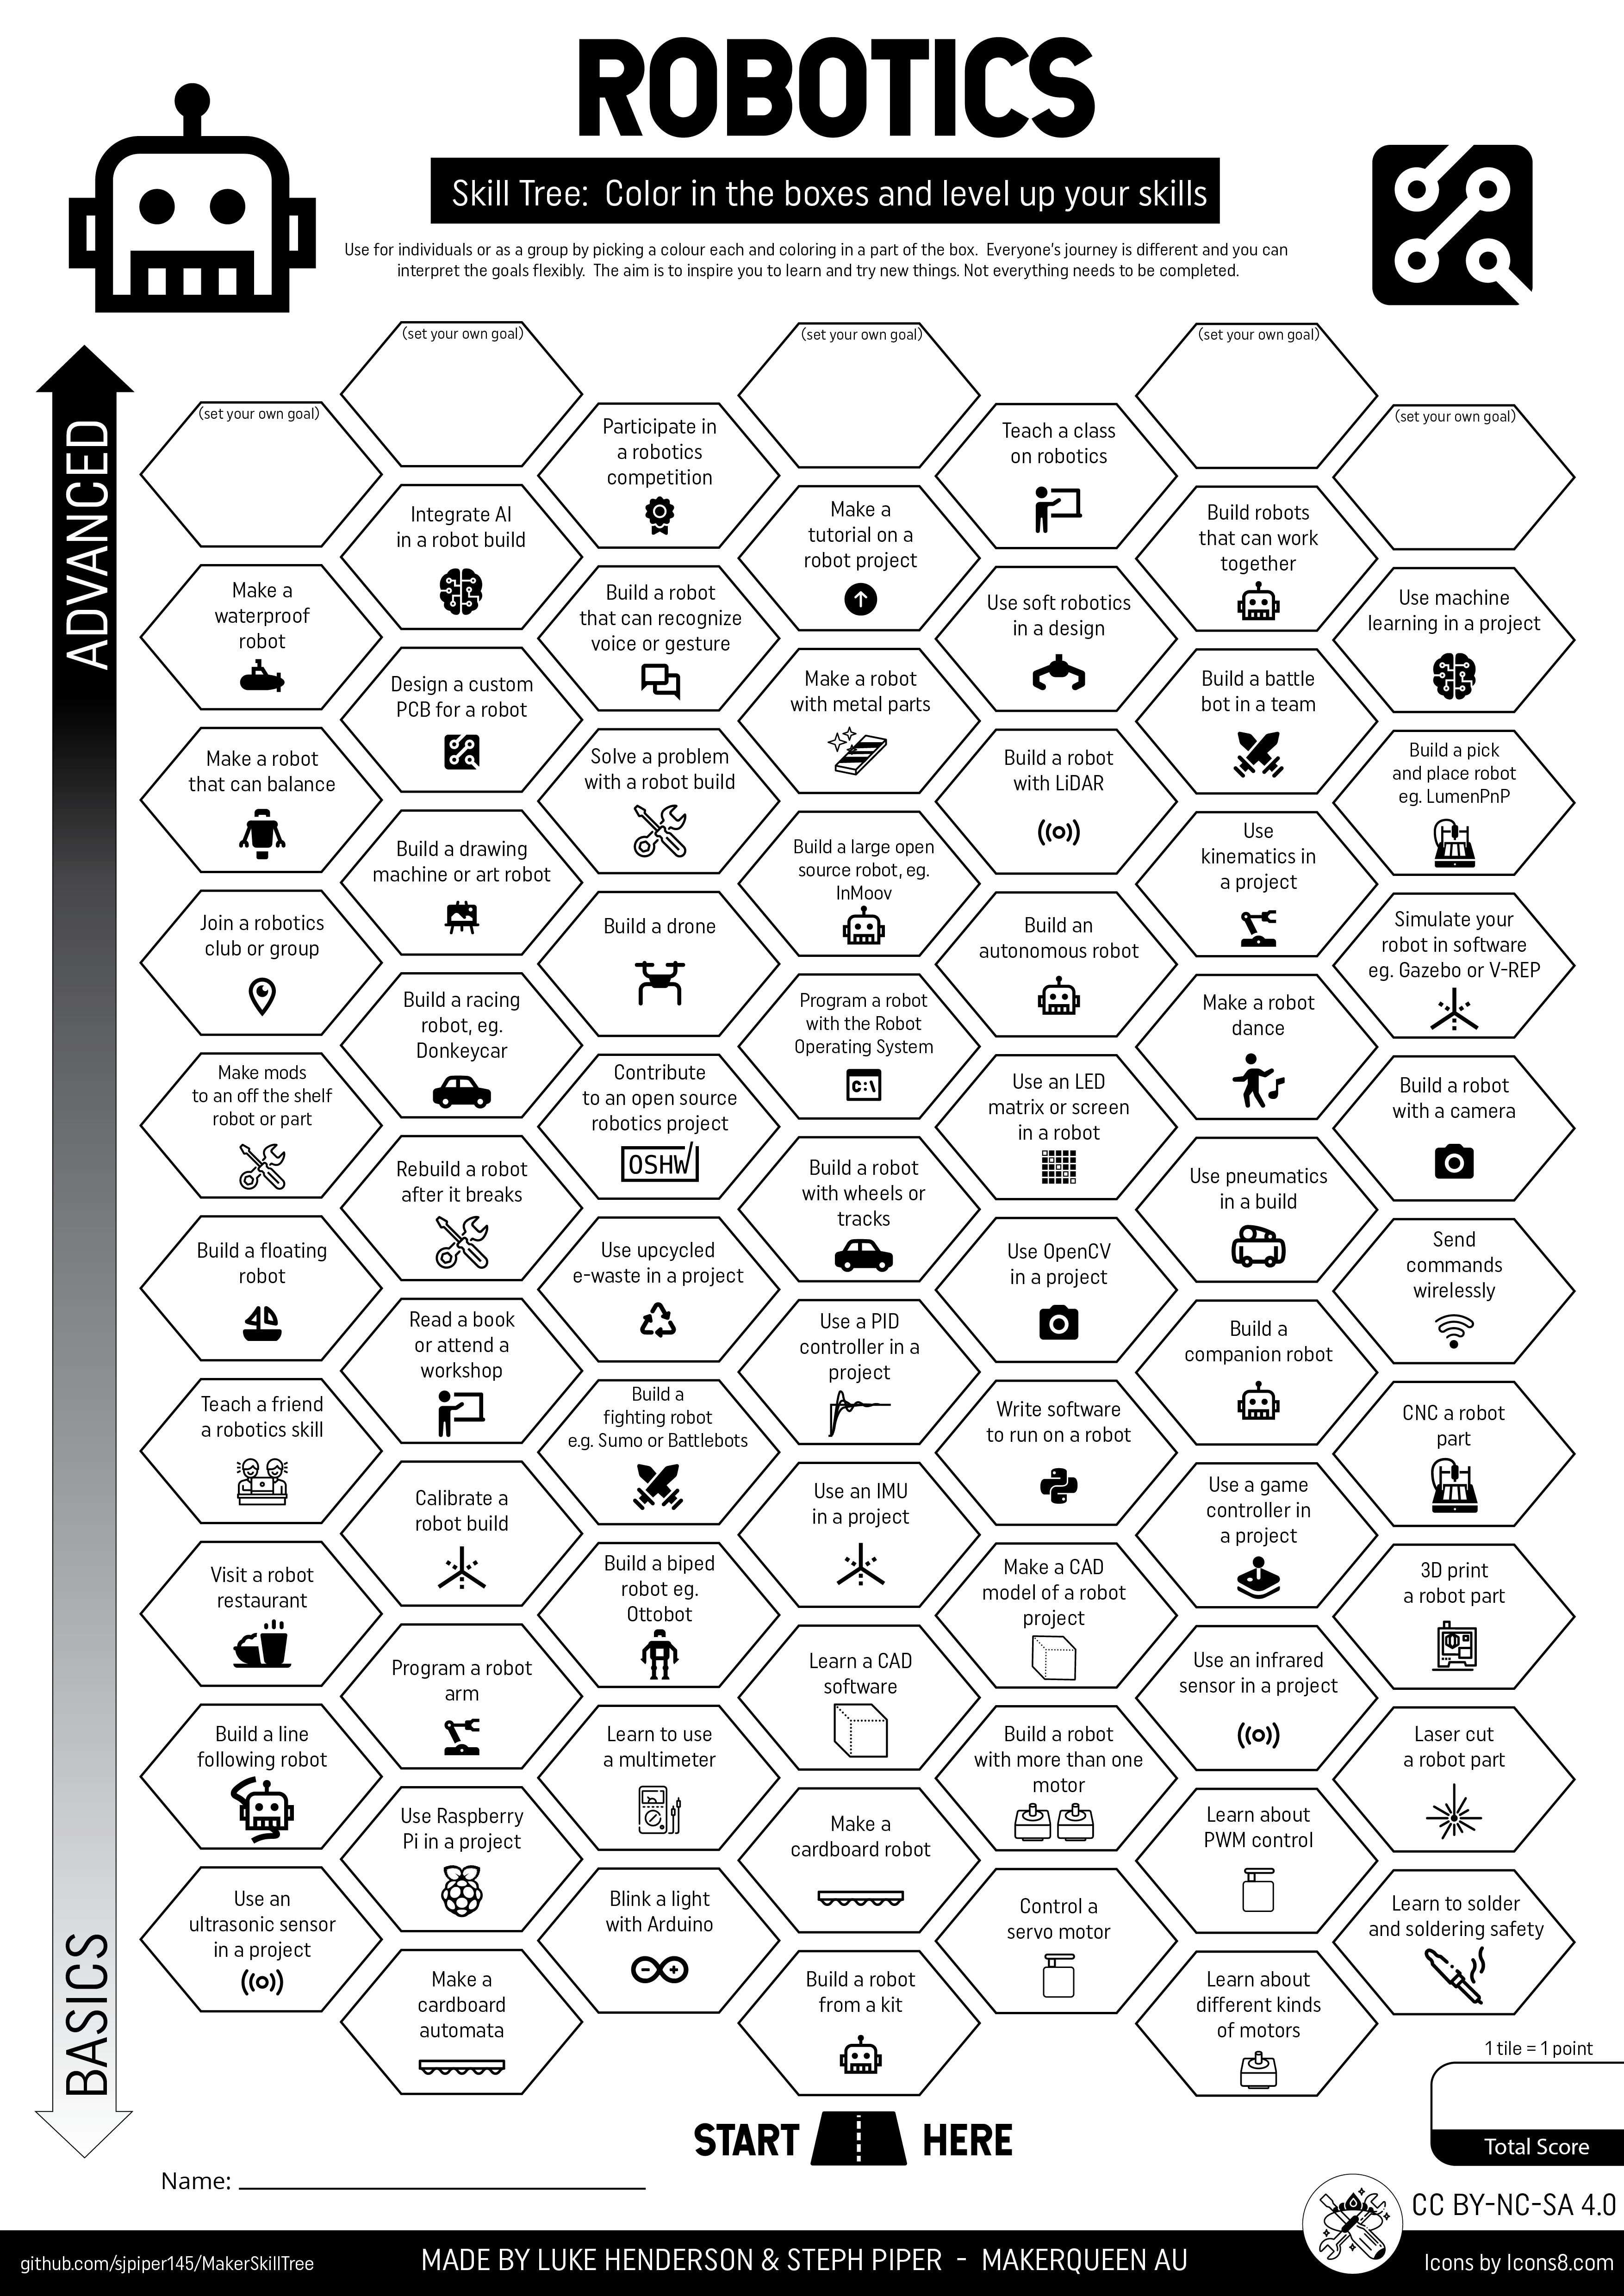 ROBOTICS
Skill Tree: Color in the boxes and level up your skills
Use for individuals or as a group by picking a colour each and coloring in a part of the box. Everyone's journey is different and you can
interpret the goals flexibly. The aim is to inspire you to learn and try new things. Not everything needs to be completed.
ADVANCED
BASICS
(set your own goal)
(set your own goal)
(set your own goal)
(set your own goal)
(set your own goal)
Participate in
a robotics
competition
Teach a class
on robotics
Integrate AI
in a robot build
Make a
tutorial on a
robot project
Build robots
that can work
together
Make a
waterproof
robot
Build a robot
that can recognize
voice or gesture
Use soft robotics
in a design
Use machine
learning in a project
Design a custom
PCB for a robot
Make a robot
with metal parts
Build a battle
bot in a team
Make a robot
that can balance
Solve a problem
with a robot build
Build a robot
with LiDAR
Build a pick
and place robot
eg. LumenPnP
Build a drawing
machine or art robot
Build a large open
source robot, eg.
InMoov
Use
kinematics in
a project
Join a robotics
club or group
Build a drone
Build an
autonomous robot
Simulate your
robot in software
eg. Gazebo or V-REP
Build a racing
robot, eg.
Donkeycar
Program a robot
with the Robot
Operating System
C:\
Make a robot
dance
Make mods
to an off the shelf
robot or part
Contribute
to an open source
robotics project
OSHW
Use an LED
matrix or screen
in a robot
Build a robot
with a camera
Rebuild a robot
after it breaks
Build a robot
with wheels or
tracks
Use pneumatics
in a build
Build a floating
robot
Use upcycled
e-waste in a project
Use OpenCV
in a project
Send
commands
wirelessly
Read a book
or attend a
workshop
Use a PID
controller in a
project
Build a
companion robot
Teach a friend
a robotics skill
Build a
fighting robot
e.g. Sumo or Battlebots
Write software
to run on a robot
CNC a robot
part
Calibrate a
robot build
Use an IMU
in a project
Use a game
controller in
a project
Visit a robot
restaurant
Build a biped
robot eg.
Ottobot
Make a CAD
model of a robot
project
3D print
a robot part
Program a robot
arm
Learn a CAD
software
Use an infrared
sensor in a project
Build a line
following robot
Learn to use
a multimeter
Build a robot
with more than one
motor
Laser cut
a robot part
Use Raspberry
Pi in a project
Make a
cardboard robot
Learn about
PWM control
Use an
ultrasonic sensor
in a project
Blink a light
with Arduino
Control a
servo motor
Learn to solder
and soldering safety
Make a
cardboard
automata
Build a robot
from a kit
Learn about
different kinds
of motors
1 tile = 1 point
Total Score
START HERE
Name:
CC BY-NC-SA 4.0
github.com/sjpiper145/MakerSkillTree
MADE BY LUKE HENDERSON & STEPH PIPER - MAKERQUEEN AU
Icons by Icons8.com